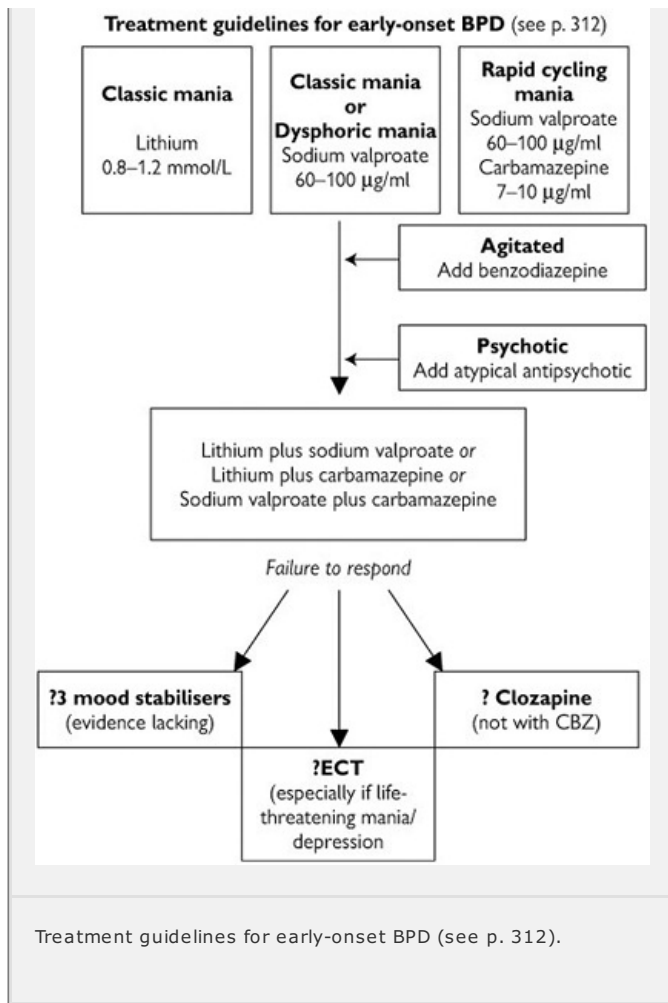 Treatment guidelines for early-onset BPD (see p. 312)
Classic mania
Lithium
0.8–1.2 mmol/L
Classic mania
or
Dysphoric mania
Sodium valproate
60–100 µg/ml
Rapid cycling
mania
Sodium valproate
60–100 µg/ml
Carbamazepine
7–10 µg/ml
Agitated
Add benzodiazepine
Psychotic
Add atypical antipsychotic
Lithium plus sodium valproate or
Lithium plus carbamazepine or
Sodium valproate plus carbamazepine
Failure to respond
?3 mood stabilisers
(evidence lacking)
? Clozapine
(not with CBZ)
?ECT
(especially if life-
threatening mania/
depression
Treatment guidelines for early-onset BPD (see p. 312).